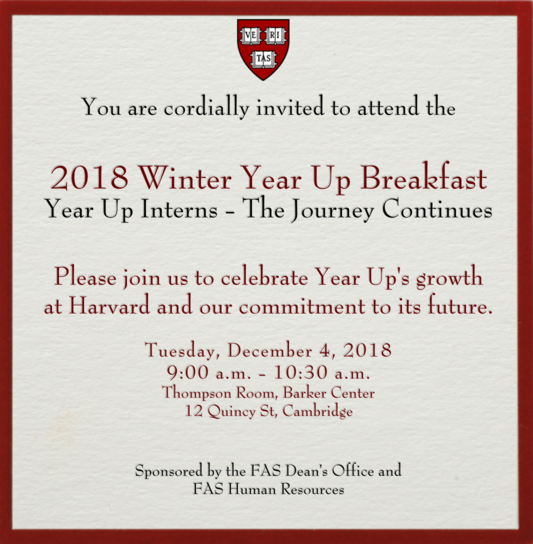 VE RI
TAS
You are cordially invited to attend the
2018 Winter Year Up Breakfast
Year Up Interns - The Journey Continues
Please join us to celebrate Year Up's growth
at Harvard and our commitment to its future.
Tuesday, December 4, 2018
9:00 a.m. - 10:30 a.m.
Thompson Room, Barker Center
12 Quincy St, Cambridge
Sponsored by the FAS Dean's Office and
FAS Human Resources